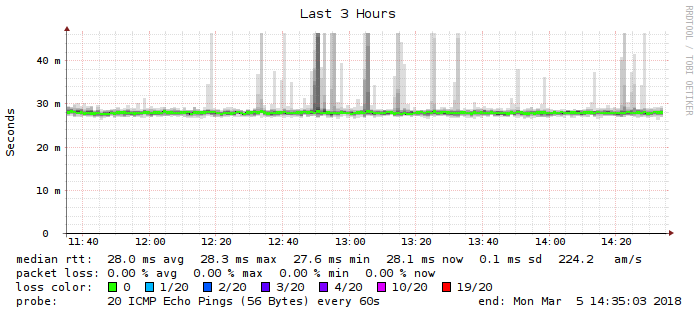 Last 3 Hours
RRDTOOL / TOBI OETIKER
Seconds
40 m
30 m
20 m
10 m
0
11:40 12:00 12:20 12:40 13:00 13:20 13:40 14:00 14:20
median rtt: 28.0 ms avg 28.3 ms max 27.6 ms min 28.1 ms now 0.1 ms sd 224.2 am/s
packet loss: 0.00 % avg 0.00 % max 0.00 % min 0.00 % now
loss color: 0 1/20 2/20 3/20 4/20 10/20 19/20
probe: 20 ICMP Echo Pings (56 Bytes) every 60s end: Mon Mar 5 14:35:03 2018